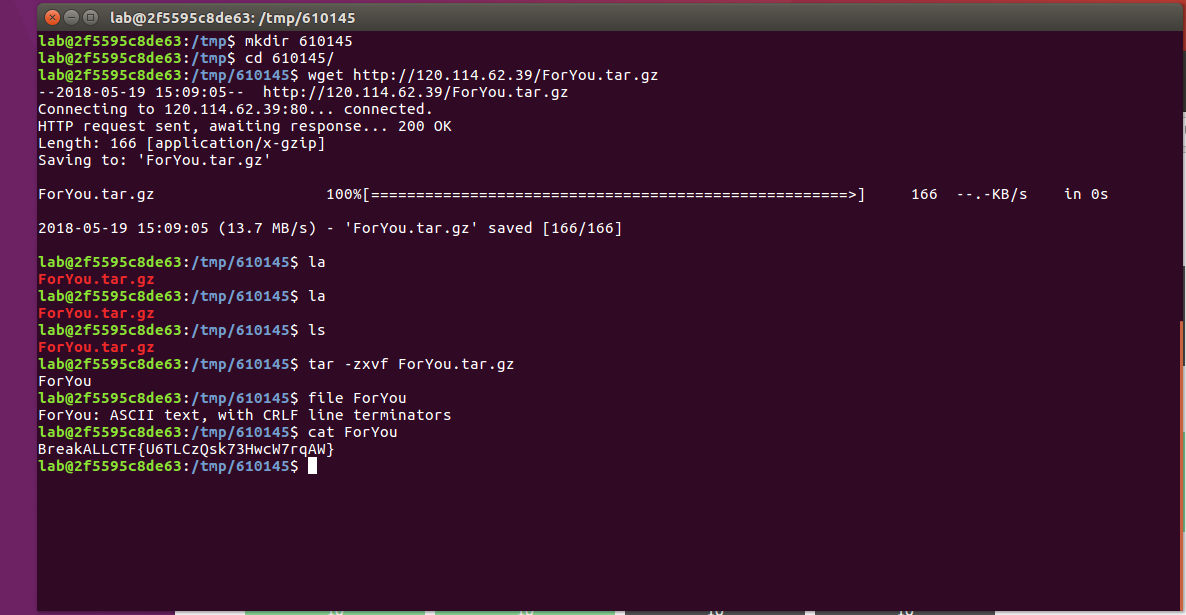 lab@2f5595c8de63: /tmp/610145
lab@2f5595c8de63:/tmp$ mkdir 610145
lab@2f5595c8de63:/tmp$ cd 610145/
lab@2f5595c8de63:/tmp/610145$ wget http://120.114.62.39/ForYou.tar.gz
--2018-05-19 15:09:05--  http://120.114.62.39/ForYou.tar.gz
Connecting to 120.114.62.39:80... connected.
HTTP request sent, awaiting response... 200 OK
Length: 166 [application/x-gzip]
Saving to: 'ForYou.tar.gz'
ForYou.tar.gz                   100%[=====================================================>]     166  --.-KB/s    in 0s
2018-05-19 15:09:05 (13.7 MB/s) - 'ForYou.tar.gz' saved [166/166]
lab@2f5595c8de63:/tmp/610145$ la
ForYou.tar.gz
lab@2f5595c8de63:/tmp/610145$ la
ForYou.tar.gz
lab@2f5595c8de63:/tmp/610145$ ls
ForYou.tar.gz
lab@2f5595c8de63:/tmp/610145$ tar -zxvf ForYou.tar.gz
ForYou
lab@2f5595c8de63:/tmp/610145$ file ForYou
ForYou: ASCII text, with CRLF line terminators
lab@2f5595c8de63:/tmp/610145$ cat ForYou
BreakALLCTF{U6TLCzQsk73HwcW7rqAW}
lab@2f5595c8de63:/tmp/610145$